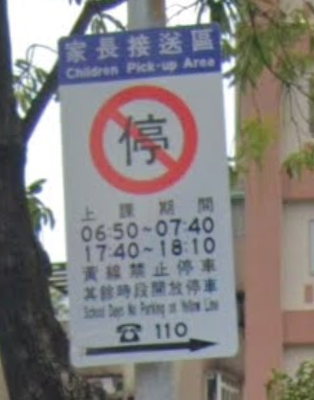 家長接送區
Children Pick-up Area
停
上課期間
06:50~07:40
17:40~18:10
黃線禁止停車
其餘時段開放停車
School Days No Parking on Yellow Line
☎ 110